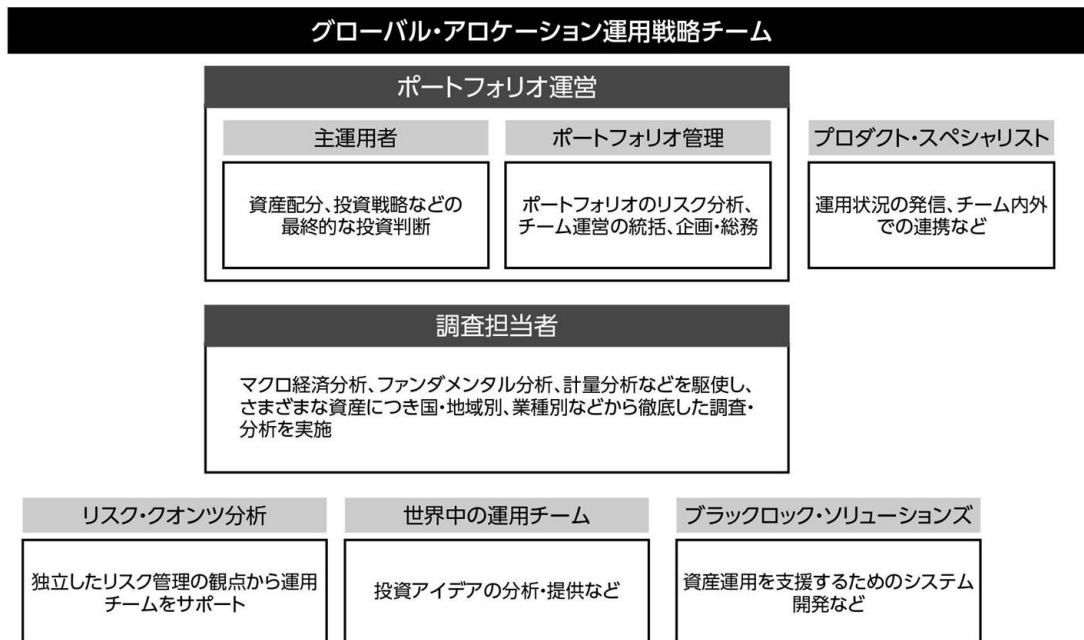 グローバル・アロケーション運用戦略チーム
ポートフォリオ運営
主運用者
資産配分、投資戦略などの
最終的な投資判断
ポートフォリオ管理
ポートフォリオのリスク分析、
チーム運営の統括、企画・総務
プロダクト・スペシャリスト
運用状況の発信、チーム内外
での連携など
調査担当者
マクロ経済分析、ファンダメンタル分析、計量分析などを駆使し、
さまざまな資産につき国・地域別、業種別などから徹底した調査・
分析を実施
リスク・クオンツ分析
独立したリスク管理の観点から運用
チームをサポート
世界中の運用チーム
投資アイデアの分析・提供など
ブラックロック・ソリューションズ
資産運用を支援するためのシステム
開発など